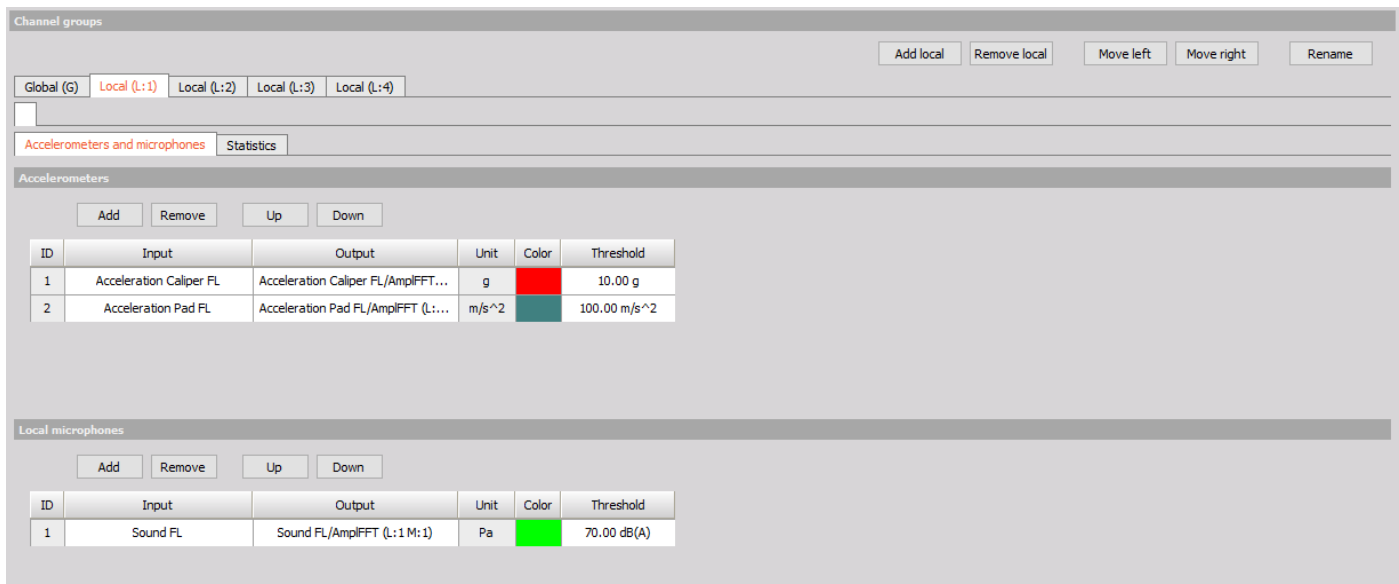 Channel groups
Add local Remove local Move left Move right Rename
Global (G) Local (L:1) Local (L:2) Local (L:3) Local (L:4)
Accelerometers and microphones Statistics
Accelerometers
Add Remove Up Down
ID Input Output Unit Color Threshold
1 Acceleration Caliper FL Acceleration Caliper FL/AmplFFT... g 10.00 g
2 Acceleration Pad FL Acceleration Pad FL/AmplFFT (L:... m/s^2 100.00 m/s^2
Local microphones
Add Remove Up Down
ID Input Output Unit Color Threshold
1 Sound FL Sound FL/AmplFFT (L:1 M:1) Pa 70.00 dB(A)